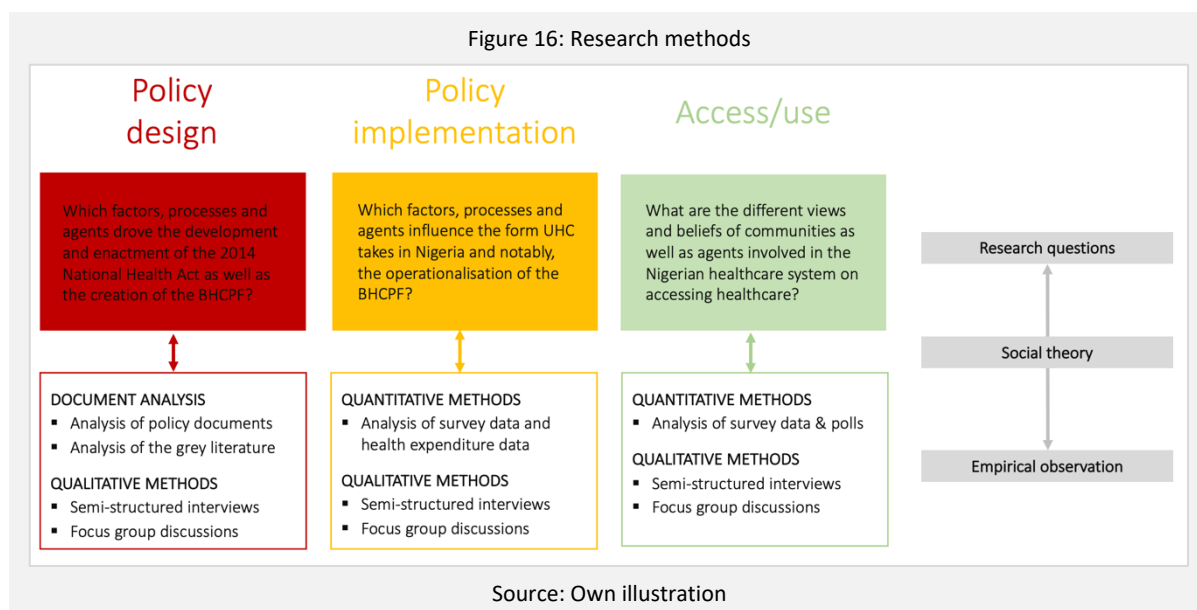 Figure 16: Research methods
Policy
design
Which factors, processes and
agents drove the development
and enactment of the 2014
National Health Act as well as
the creation of the BHCPF?
DOCUMENT ANALYSIS
▪ Analysis of policy documents
▪ Analysis of the grey literature
QUALITATIVE METHODS
▪ Semi-structured interviews
▪ Focus group discussions
Policy
implementation
Which factors, processes and
agents influence the form UHC
takes in Nigeria and notably,
the operationalisation of the
BHCPF?
QUANTITATIVE METHODS
▪ Analysis of survey data and
health expenditure data
QUALITATIVE METHODS
▪ Semi-structured interviews
▪ Focus group discussions
Access/use
What are the different views
and beliefs of communities as
well as agents involved in the
Nigerian healthcare system on
accessing healthcare?
QUANTITATIVE METHODS
▪ Analysis of survey data & polls
QUALITATIVE METHODS
▪ Semi-structured interviews
▪ Focus group discussions
Research questions
Social theory
Empirical observation
Source: Own illustration